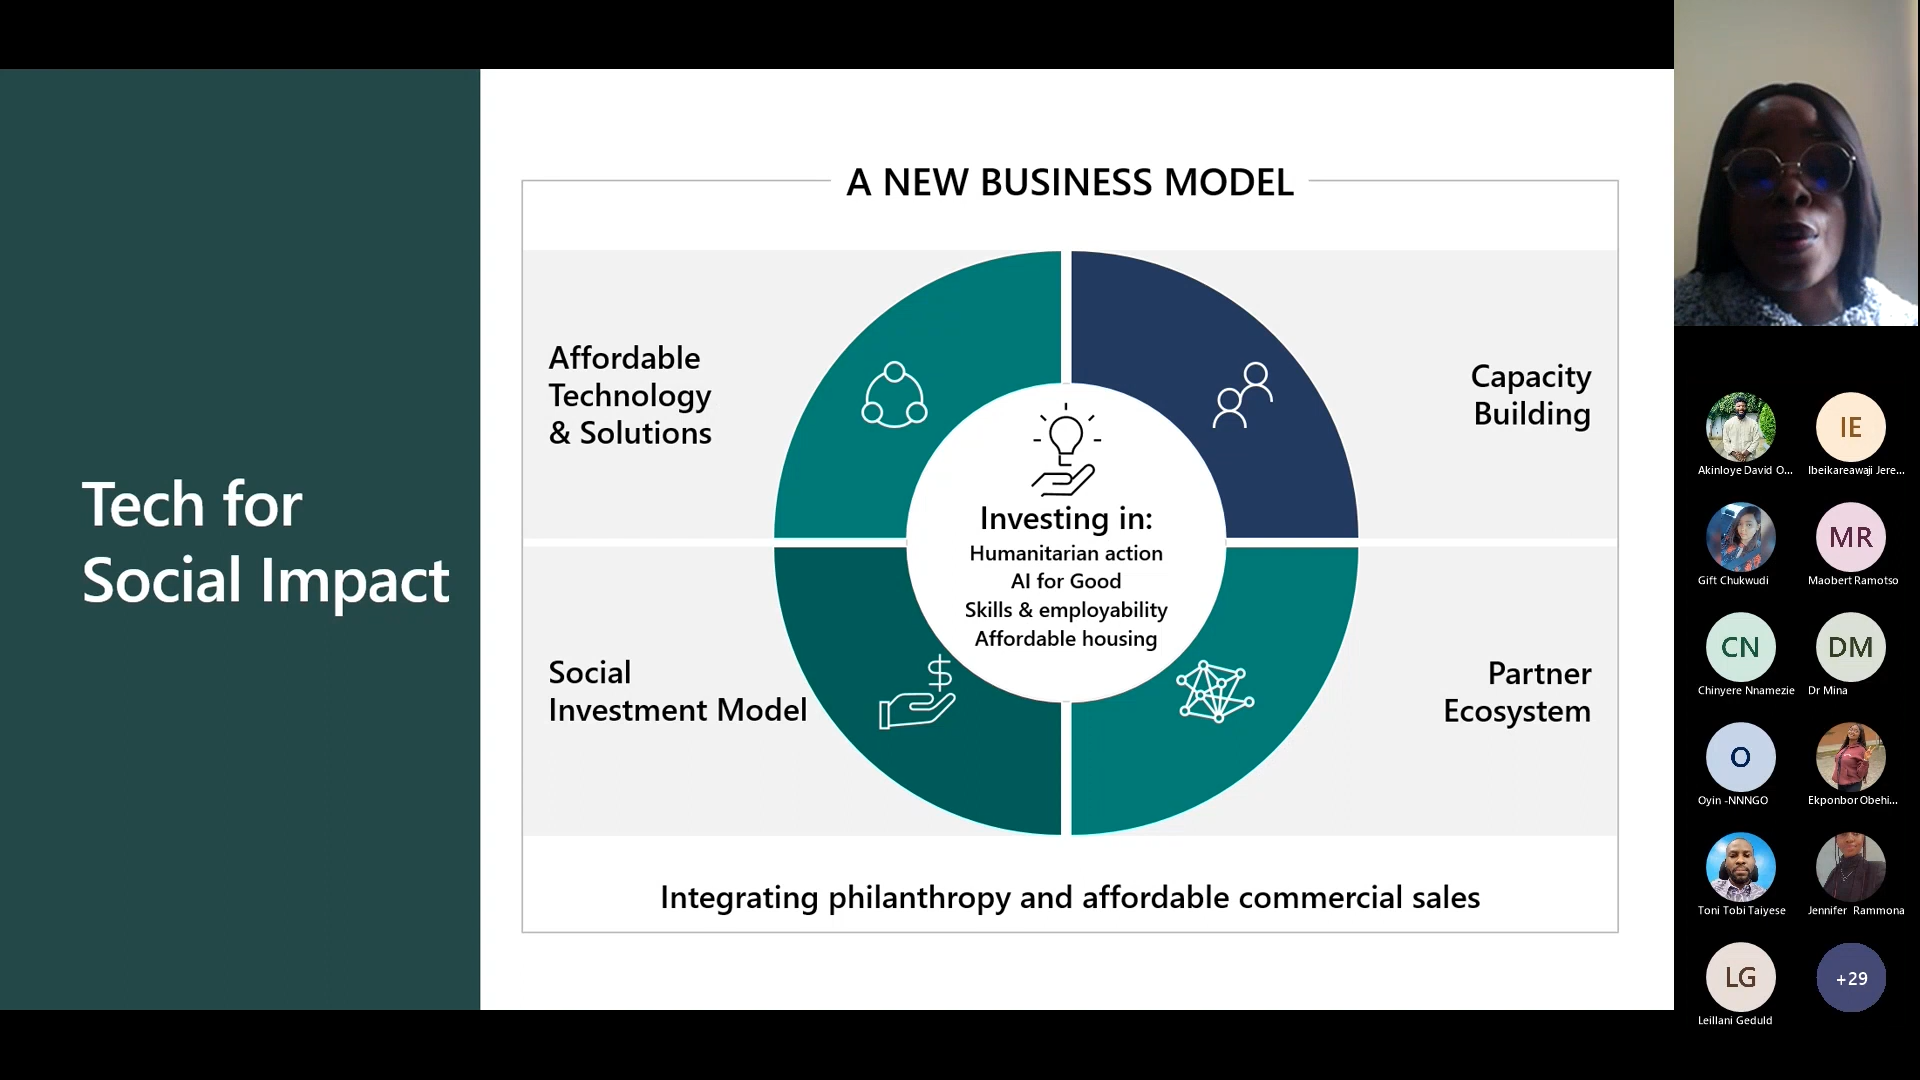 Tech for
Social Impact
A NEW BUSINESS MODEL
Affordable
Technology
& Solutions
Capacity
Building
Investing in:
Humanitarian action
AI for Good
Skills & employability
Affordable housing
Social
Investment Model
$
Partner
Ecosystem
Integrating philanthropy and affordable commercial sales
Akinloye David O...
IE
Ibeikareawaji Jere...
Gift Chukwudi
MR
Maobert Ramotso
CN
Chinyere Nnamezie
DM
Dr Mina
O
Oyin -NNNGO
Ekponbor Obehi...
Toni Tobi Taiyese
Jennifer Rammona
LG
Leillani Geduld
+29